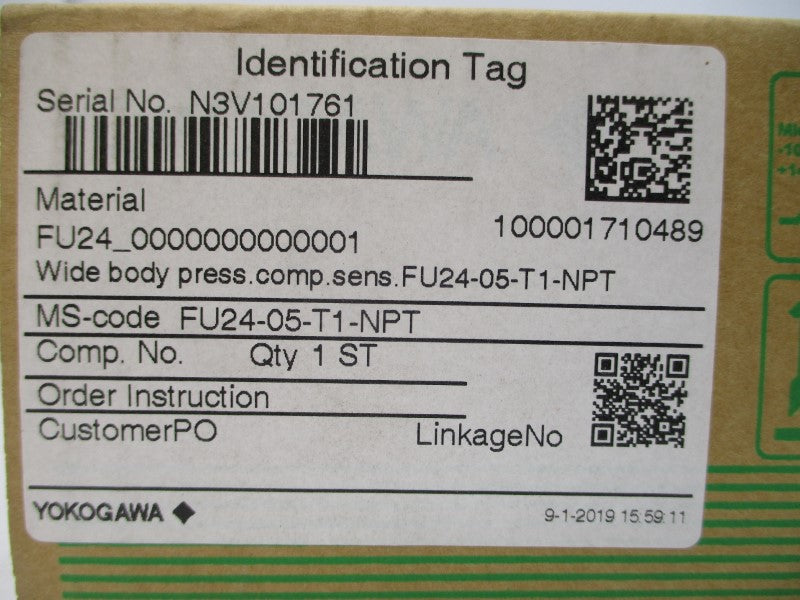 Identification Tag
Serial No. N3V101761
Material
FU24_0000000000001
100001710489
Wide body press.comp.sens.FU24-05-T1-NPT
MS-code FU24-05-T1-NPT
Comp. No. Qty 1 ST
Order Instruction
CustomerPO
LinkageNo
YOKOGAWA
9-1-2019 15:59:11